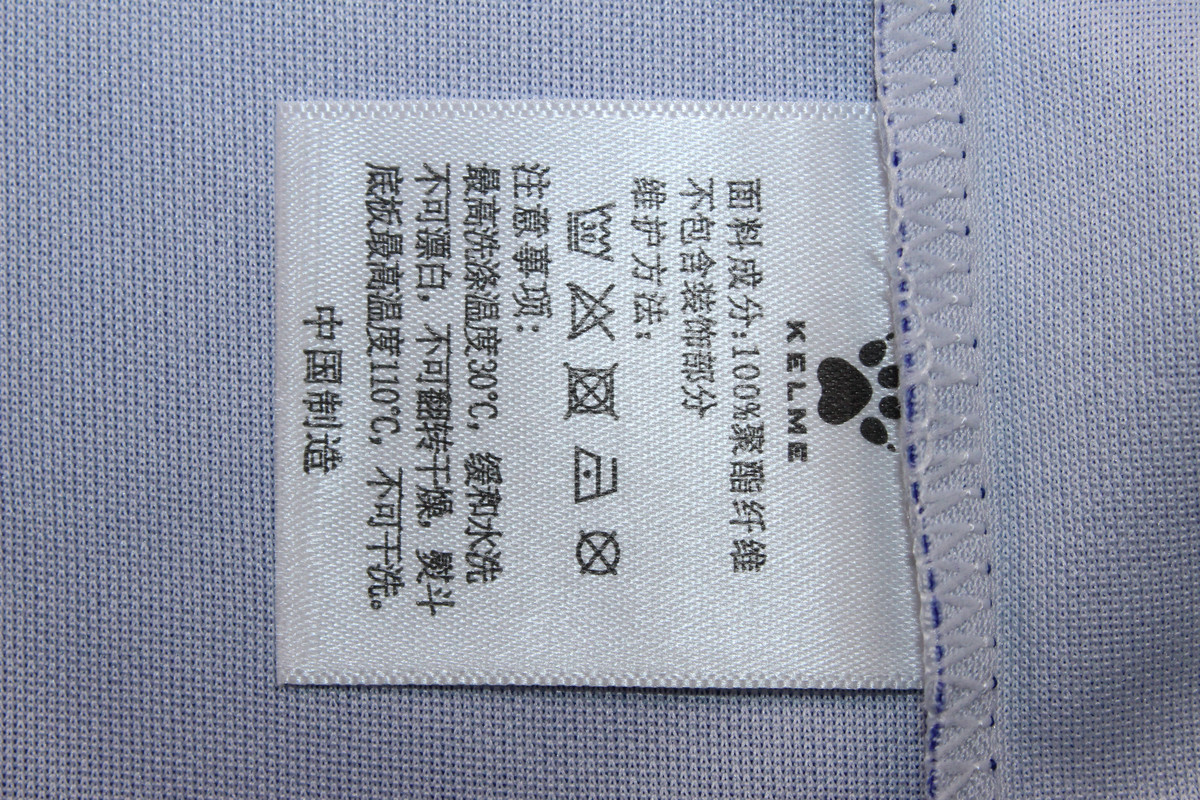 KELME
面料成分:100%聚酯纤维
不包含装饰部分
维护方法:
注意事项:
最高洗涤温度30℃, 缓和水洗
不可漂白, 不可翻转干燥, 熨斗
底板最高温度110℃, 不可干洗。
中国制造